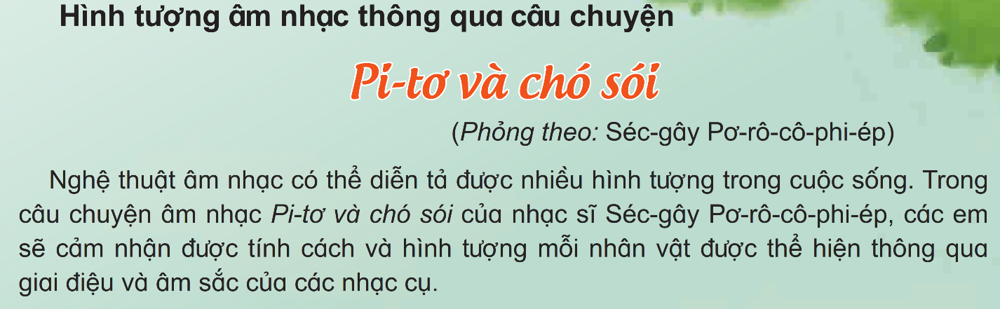 Hình tượng âm nhạc thông qua câu chuyện
Pi-tơ và chó sói
(Phỏng theo: Séc-gây Pơ-rô-cô-phi-ép)
Nghệ thuật âm nhạc có thể diễn tả được nhiều hình tượng trong cuộc sống. Trong
câu chuyện âm nhạc Pi-tơ và chó sói của nhạc sĩ Séc-gây Pơ-rô-cô-phi-ép, các em
sẽ cảm nhận được tính cách và hình tượng mỗi nhân vật được thể hiện thông qua
giai điệu và âm sắc của các nhạc cụ.